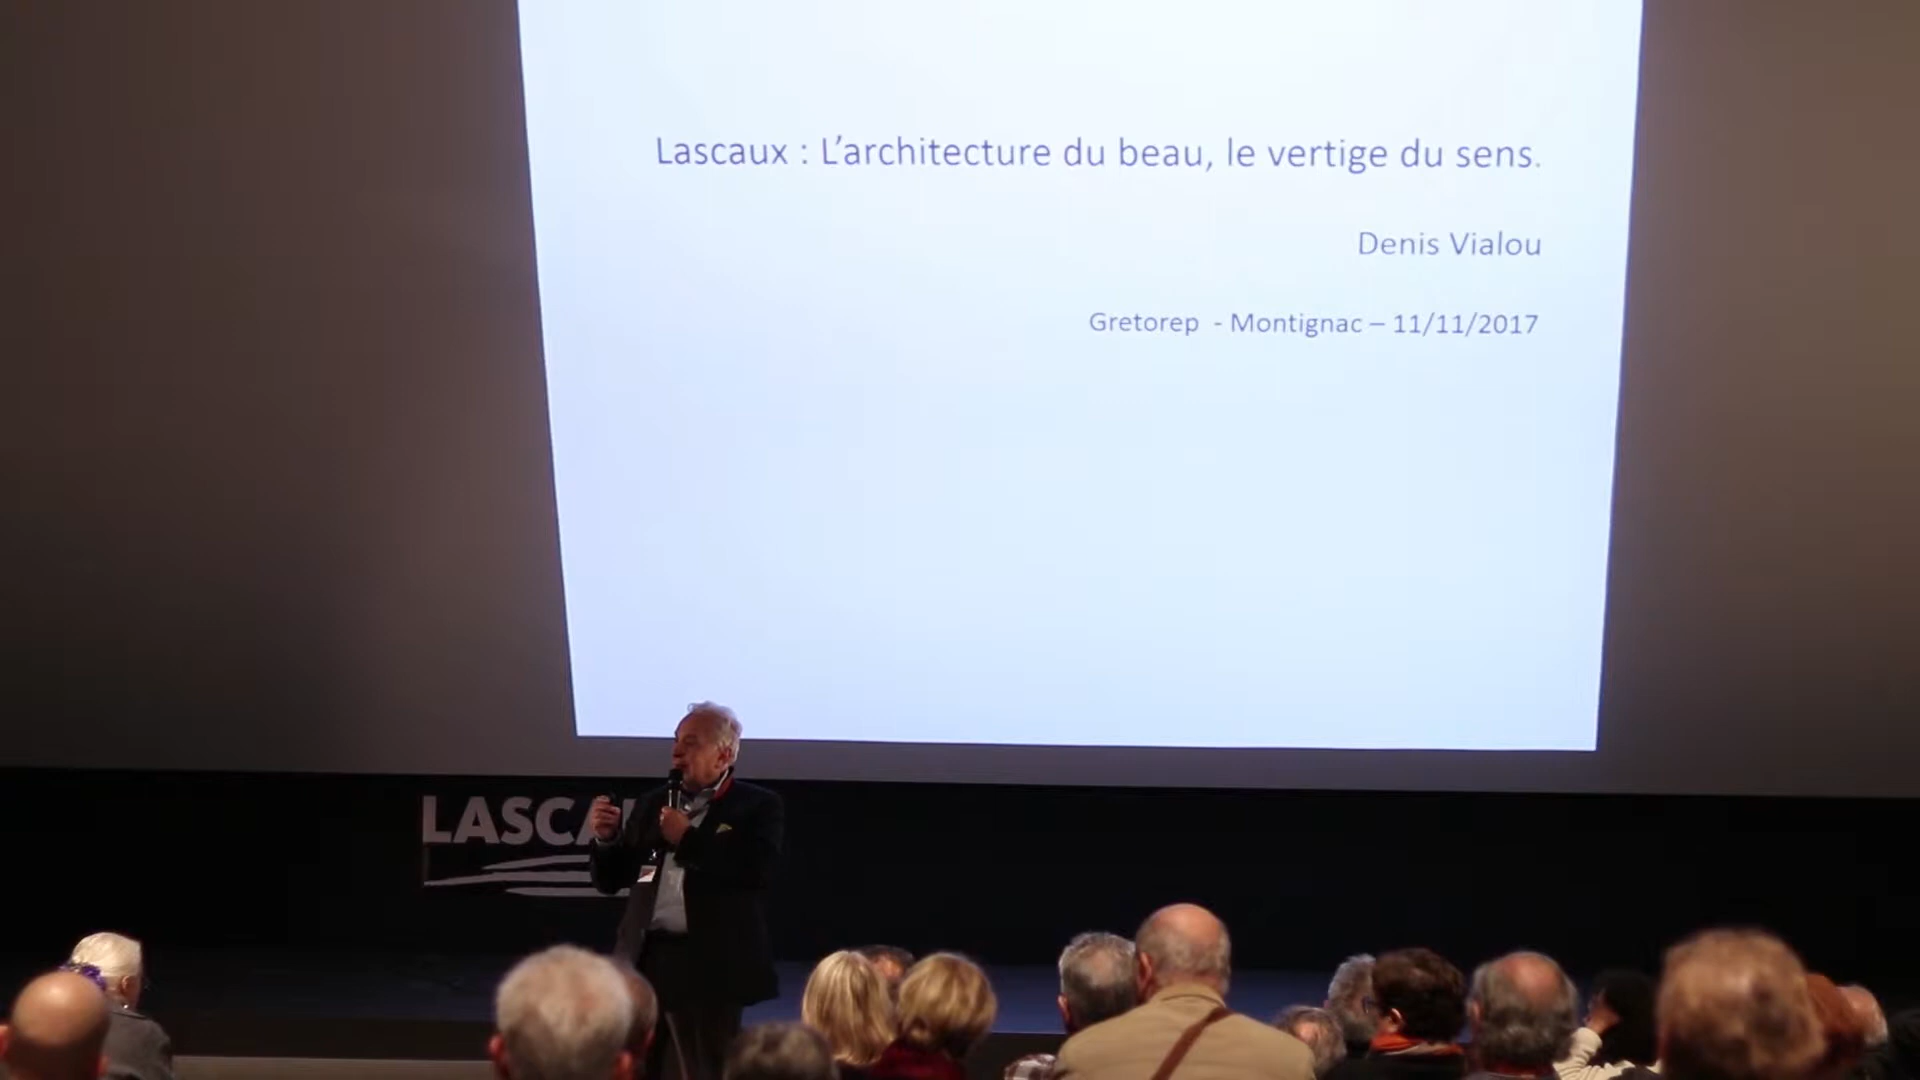 Lascaux : L'architecture du beau, le vertige du sens.
Denis Vialou
Gretorep - Montignac – 11/11/2017
LASCA